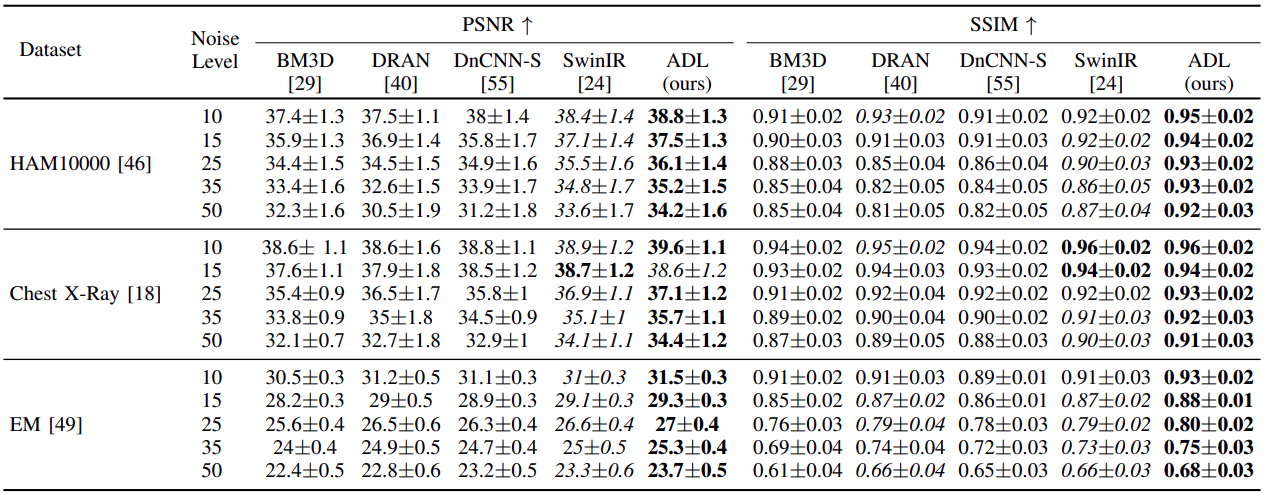 PSNR ↑ SSIM ↑
Dataset Noise Level BM3D [29] DRAN [40] DnCNN-S [55] SwinIR [24] ADL (ours) BM3D [29] DRAN [40] DnCNN-S [55] SwinIR [24] ADL (ours)
10 37.4±1.3 37.5±1.1 38±1.4 38.4±1.4 38.8±1.3 0.91±0.02 0.93±0.02 0.91±0.02 0.92±0.02 0.95±0.02
15 35.9±1.3 36.9±1.4 35.8±1.7 37.1±1.4 37.5±1.3 0.90±0.03 0.91±0.03 0.91±0.03 0.92±0.02 0.94±0.02
HAM10000 [46] 25 34.4±1.5 34.5±1.5 34.9±1.6 35.5±1.6 36.1±1.4 0.88±0.03 0.85±0.04 0.86±0.04 0.90±0.03 0.93±0.02
35 33.4±1.6 32.6±1.5 33.9±1.7 34.8±1.7 35.2±1.5 0.85±0.04 0.82±0.05 0.84±0.05 0.86±0.05 0.93±0.02
50 32.3±1.6 30.5±1.9 31.2±1.8 33.6±1.7 34.2±1.6 0.85±0.04 0.81±0.05 0.82±0.05 0.87±0.04 0.92±0.03
10 38.6± 1.1 38.6±1.6 38.8±1.1 38.9±1.2 39.6±1.1 0.94±0.02 0.95±0.02 0.94±0.02 0.96±0.02 0.96±0.02
15 37.6±1.1 37.9±1.8 38.5±1.2 38.7±1.2 38.6±1.2 0.93±0.02 0.94±0.03 0.93±0.02 0.94±0.02 0.94±0.02
Chest X-Ray [18] 25 35.4±0.9 36.5±1.7 35.8±1 36.9±1.1 37.1±1.2 0.91±0.02 0.92±0.04 0.92±0.02 0.92±0.02 0.93±0.02
35 33.8±0.9 35±1.8 34.5±0.9 35.1±1 35.7±1.1 0.89±0.02 0.90±0.04 0.90±0.02 0.91±0.03 0.92±0.03
50 32.1±0.7 32.7±1.8 32.9±1 34.1±1.1 34.4±1.2 0.87±0.03 0.89±0.05 0.88±0.03 0.90±0.03 0.91±0.03
10 30.5±0.3 31.2±0.5 31.1±0.3 31±0.3 31.5±0.3 0.91±0.02 0.91±0.03 0.89±0.01 0.91±0.03 0.93±0.02
15 28.2±0.3 29±0.5 28.9±0.3 29.1±0.3 29.3±0.3 0.85±0.02 0.87±0.02 0.86±0.01 0.87±0.02 0.88±0.01
EM [49] 25 25.6±0.4 26.5±0.6 26.3±0.4 26.6±0.4 27±0.4 0.76±0.03 0.79±0.04 0.78±0.03 0.79±0.02 0.80±0.02
35 24±0.4 24.9±0.5 24.7±0.4 25±0.5 25.3±0.4 0.69±0.04 0.74±0.04 0.72±0.03 0.73±0.03 0.75±0.03
50 22.4±0.5 22.8±0.6 23.2±0.5 23.3±0.6 23.7±0.5 0.61±0.04 0.66±0.04 0.65±0.03 0.66±0.03 0.68±0.03